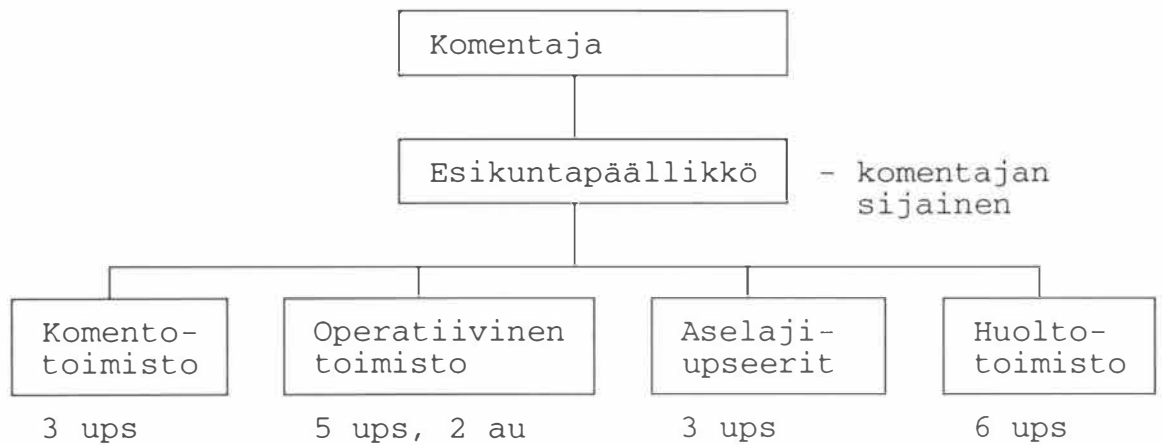 Komentaja
Esikuntapäällikkö
- komentajan
sijainen
Komento-
toimisto
3 ups
Operatiivinen
toimisto
5 ups, 2 au
Aselaji-
upseerit
3 ups
Huolto-
toimisto
6 ups